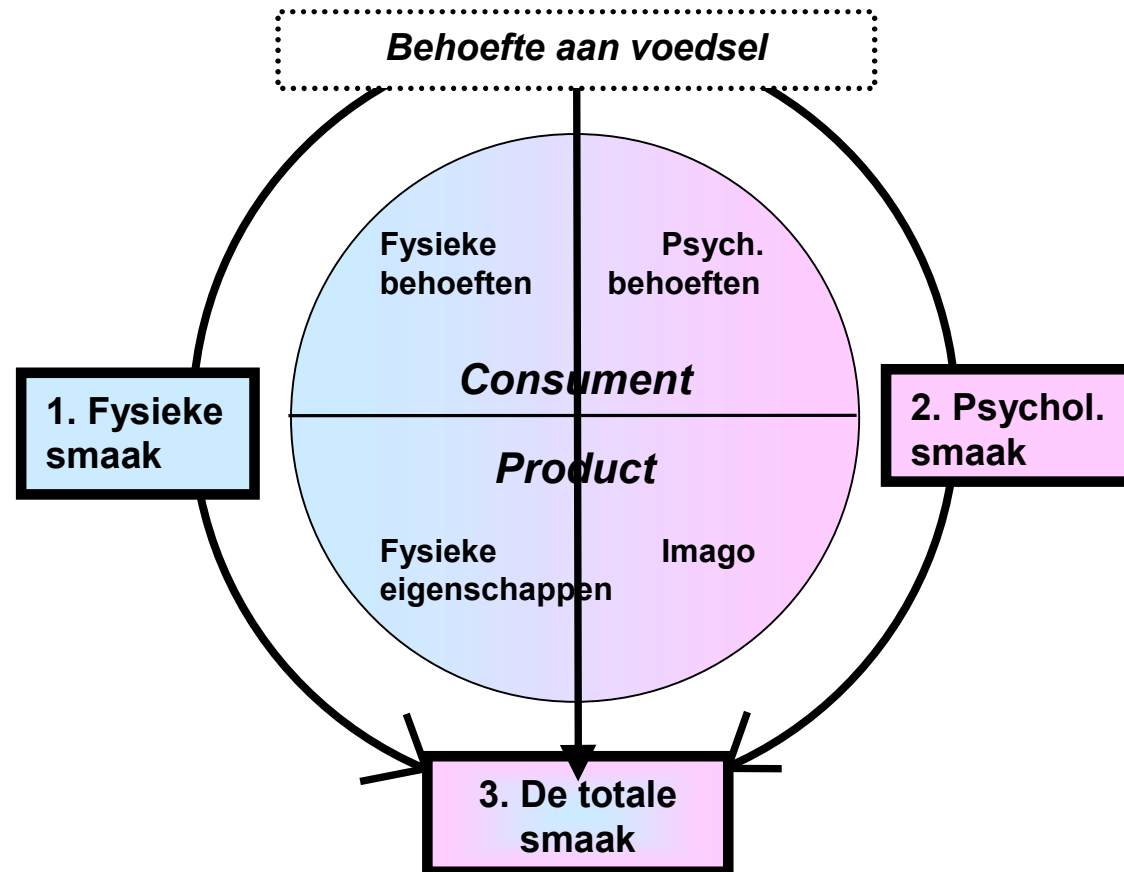 Behoefte aan voedsel
Fysieke
behoeften
Psych.
behoeften
Consument
1. Fysieke
smaak
2. Psychol.
smaak
Product
Fysieke
eigenschappen
Imago
3. De totale
smaak